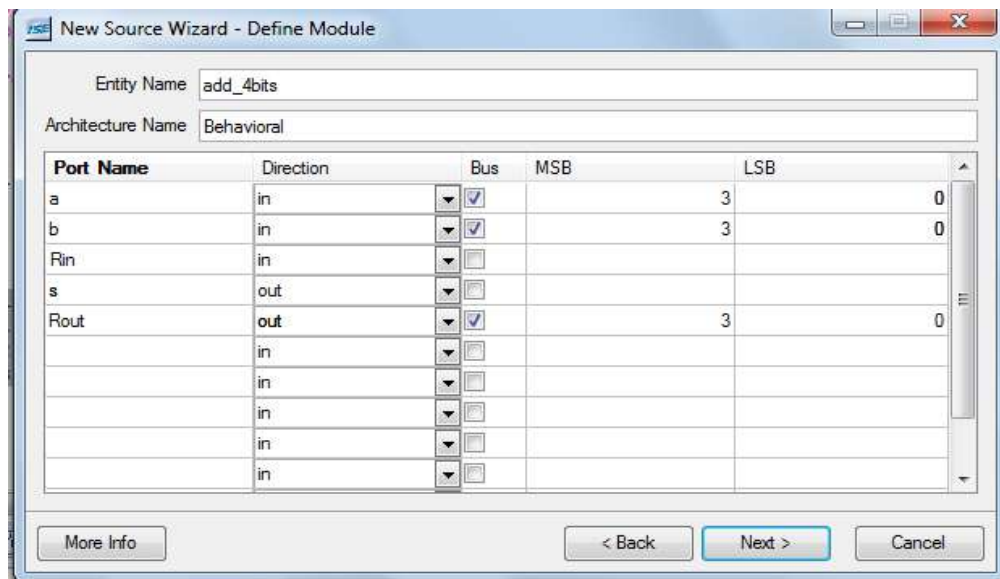 ISE New Source Wizard - Define Module
Entity Name add_4bits
Architecture Name Behavioral
Port Name Direction Bus MSB LSB
a in 3 0
b in 3 0
Rin in
s out
Rout out 3 0
in
in
in
in
in
More Info < Back Next > Cancel